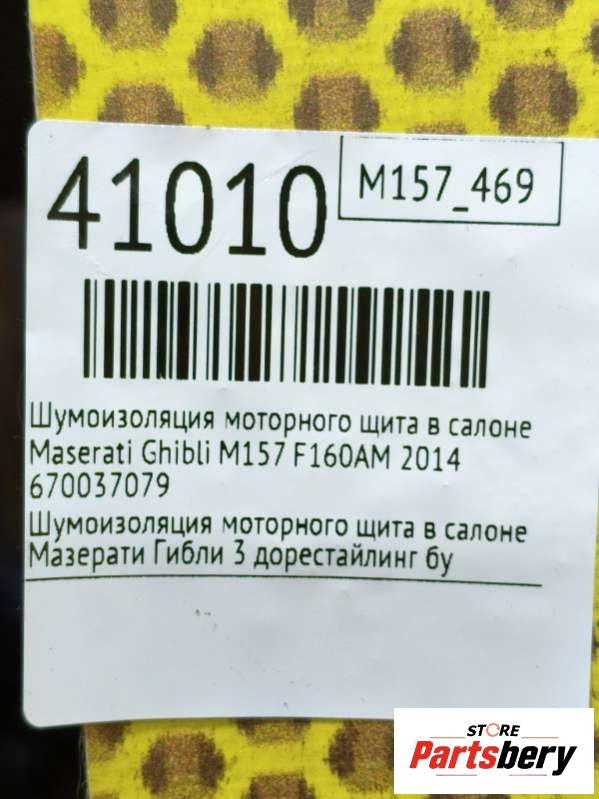 41010
M157_469
Шумоизоляция моторного щита в салоне
Maserati Ghibli M157 F160AM 2014
670037079
Шумоизоляция моторного щита в салоне
Мазерати Гибли 3 дорестайлинг бу
STORE
Partsbery